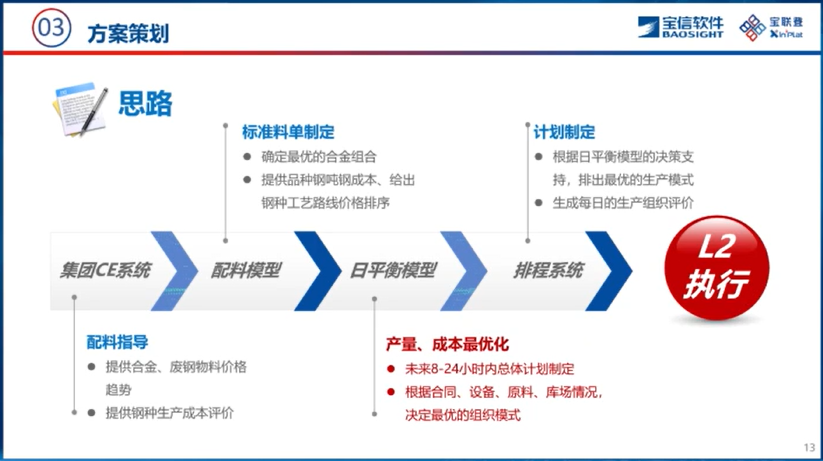 03
方案策划
宝信软件
BAOSIGHT
宝联登
Xin³Plat
思路
标准料单制定
确定最优的合金组合
提供品种钢吨钢成本、给出
钢种工艺路线价格排序
计划制定
根据日平衡模型的决策支
持，排出最优的生产模式
生成每日的生产组织评价
集团CE系统
配料模型
日平衡模型
排程系统
L2
执行
配料指导
提供合金、废钢物料价格
趋势
提供钢种生产成本评价
产量、成本最优化
未来8-24小时内总体计划制定
根据合同、设备、原料、库场情况，
决定最优的组织模式
13